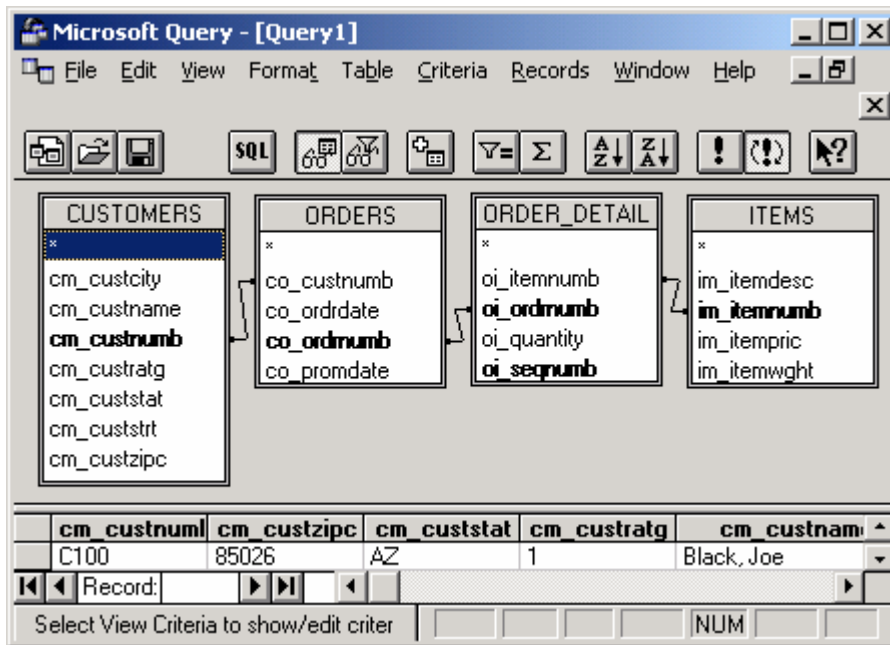 Microsoft Query - [Query1]
File Edit View Format Table Criteria Records Window Help
SQL Σ A Z Z A ! (!) ?
CUSTOMERS
*
cm_custcity
cm_custname
cm_custnumb
cm_custratg
cm_custstat
cm_custstrt
cm_custzipc
ORDERS
*
co_custnumb
co_ordrdate
co_ordrnumb
co_promdate
ORDER_DETAIL
*
oi_itemnumb
oi_ordrnumb
oi_quantity
oi_seqnumb
ITEMS
*
im_itemdesc
im_itemnumb
im_itempric
im_itemwght
cm_custnuml cm_custzipc cm_custstat cm_custratg cm_custnam
C100 85026 AZ 1 Black, Joe
Record:
Select View Criteria to show/edit criter NUM